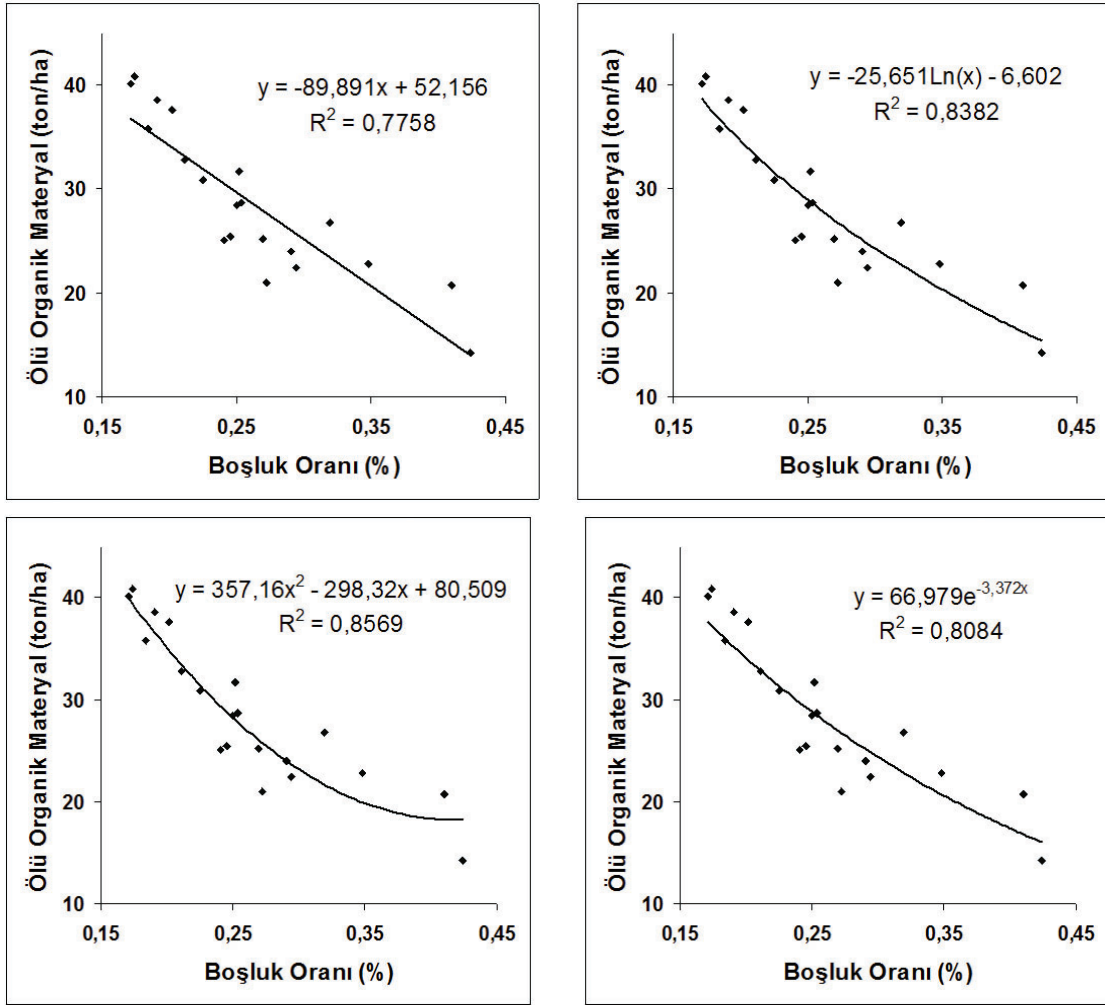 y = -89,891x + 52,156
R² = 0,7758
Ölü Organik Materyal (ton/ha)
40
30
20
10
0,15 0,25 0,35 0,45
Boşluk Oranı (%)
y = -25,651Ln(x) - 6,602
R² = 0,8382
Ölü Organik Materyal (ton/ha)
40
30
20
10
0,15 0,25 0,35 0,45
Boşluk Oranı (%)
y = 357,16x² - 298,32x + 80,509
R² = 0,8569
Ölü Organik Materyal (ton/ha)
40
30
20
10
0,15 0,25 0,35 0,45
Boşluk Oranı (%)
y = 66,979e⁻³,³⁷²ˣ
R² = 0,8084
Ölü Organik Materyal (ton/ha)
40
30
20
10
0,15 0,25 0,35 0,45
Boşluk Oranı (%)